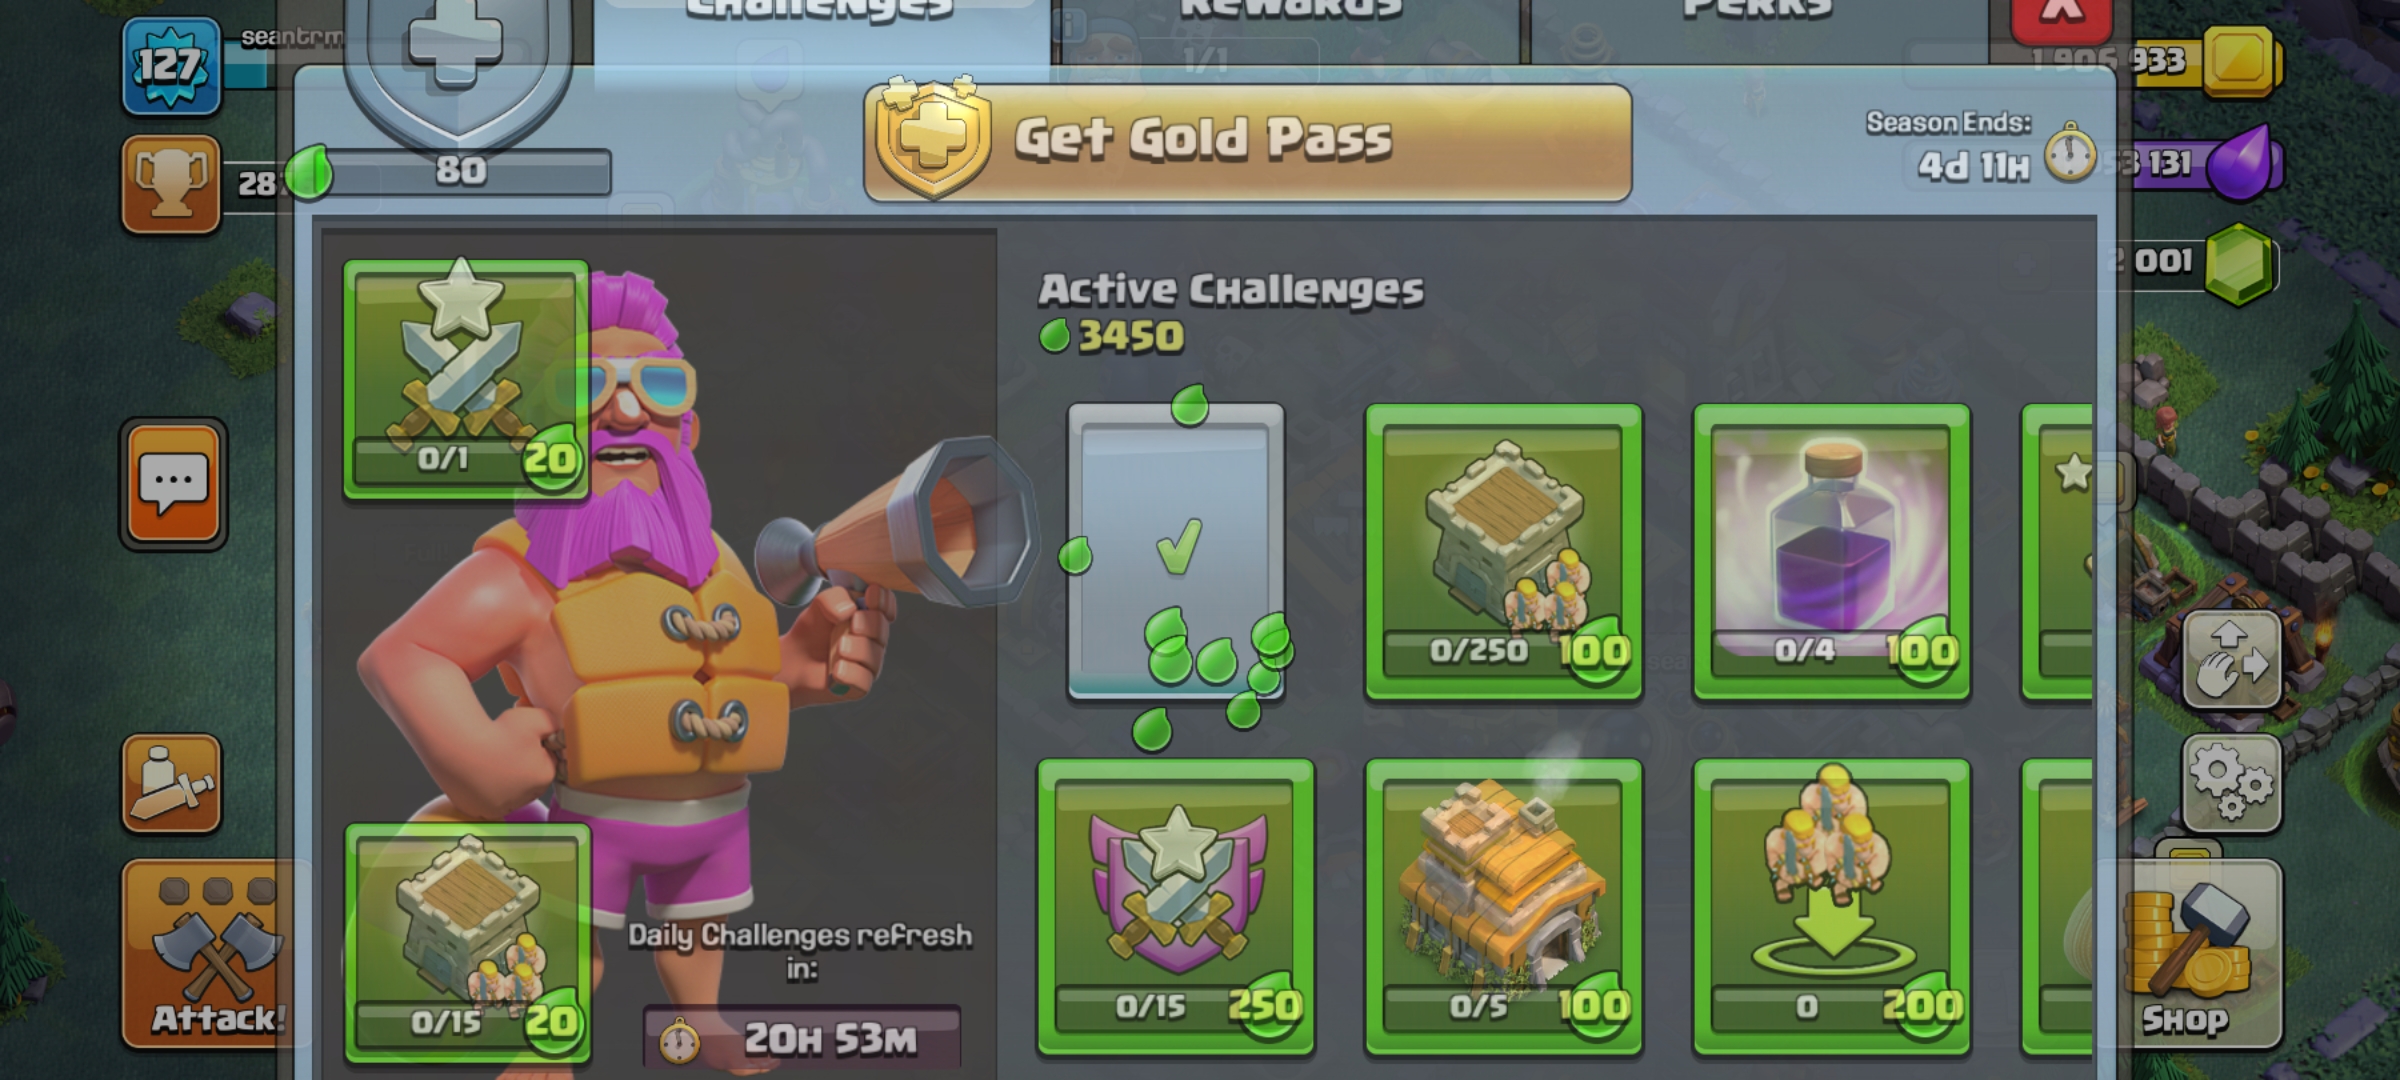 Challenges
Rewards
Perks
X
127
seantrm
1/1
1 906 933
Get Gold Pass
Season Ends:
4d 11H
80
53 131
28
2 001
Active Challenges
3450
0/1
20
0/250
100
0/4
100
0/15
250
0/5
100
0
200
0/15
20
Daily Challenges refresh
in:
20H 53M
Attack!
Shop